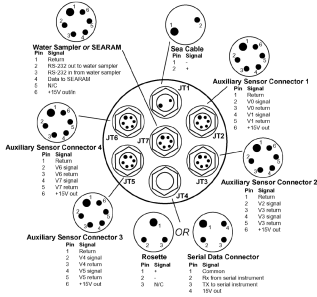 Water Sampler or SEARAM
Pin Signal
1 Return
2 RS-232 out to water sampler
3 RS-232 in from water sampler
4 Data to SEARAM
5 N/C
6 +15V out/in
Sea Cable
Pin Signal
1 -
2 +
Auxiliary Sensor Connector 1
Pin Signal
1 Return
2 V0 signal
3 V0 return
4 V1 signal
5 V1 return
6 +15V out
JT1
JT6
JT7
JT2
JT5
JT3
JT4
Auxiliary Sensor Connector 4
Pin Signal
1 Return
2 V6 signal
3 V6 return
4 V7 signal
5 V7 return
6 +15V out
Auxiliary Sensor Connector 2
Pin Signal
1 Return
2 V2 signal
3 V2 return
4 V3 signal
5 V3 return
6 +15V out
Auxiliary Sensor Connector 3
Pin Signal
1 Return
2 V4 signal
3 V4 return
4 V5 signal
5 V5 return
6 +15V out
OR
Rosette
Pin Signal
1 +
2 -
3 N/C
Serial Data Connector
Pin Signal
1 Common
2 Rx from serial instrument
3 TX to serial instrument
4 15V out